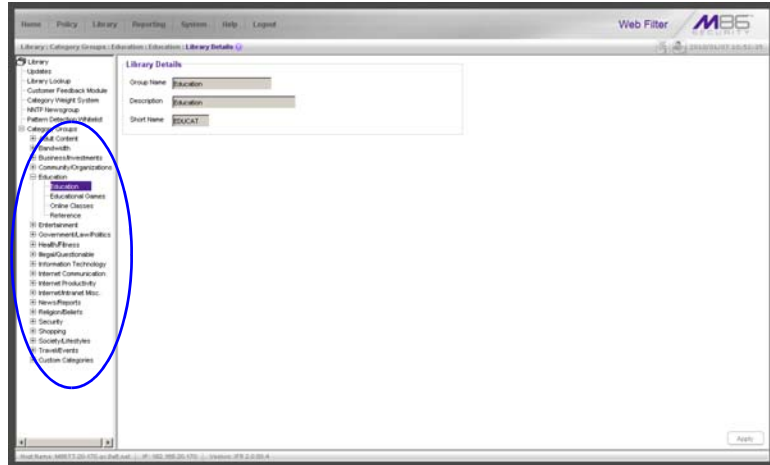 Home Policy Library Reporting System Help Logout
Web Filter
M86
SECURITY
Library : Category Groups : Education : Education : Library Details
Library
Updates
Library Lookup
Customer Feedback Module
Category Weight System
NNTP Newsgroup
Pattern Detection Whitelist
Category Groups
Adult Content
Bandwidth
Business/Investments
Community/Organizations
Education
Education
Educational Games
Online Classes
Reference
Entertainment
Government/Law/Politics
Health/Fitness
Illegal/Questionable
Information Technology
Internet Communication
Internet Productivity
Internet/Intranet Misc.
News/Reports
Religion/Beliefs
Security
Shopping
Society/Lifestyles
Travel/Events
Custom Categories
Library Details
Group Name Education
Description Education
Short Name EDUCAT
Apply
Host Name: IP: Version: